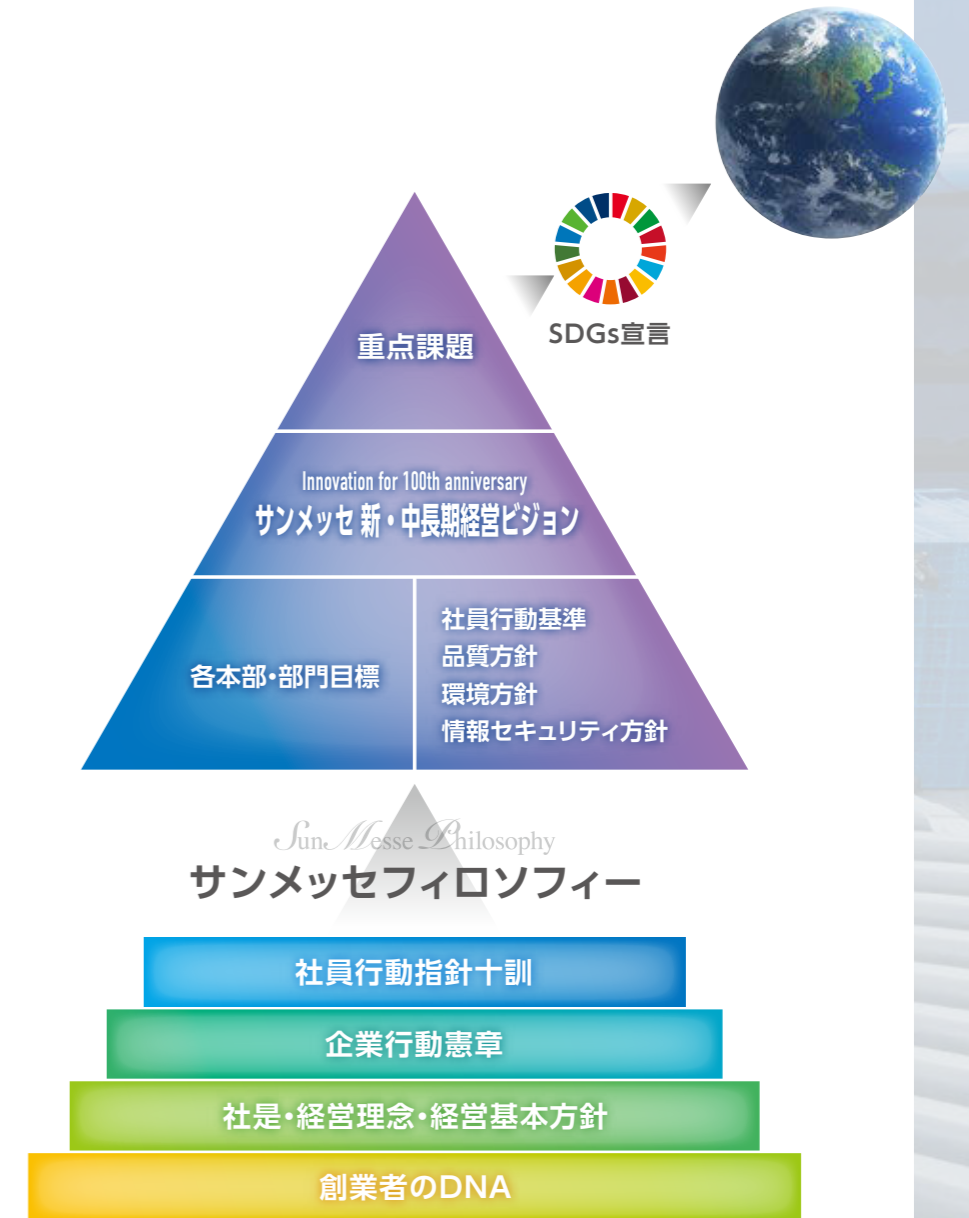 SDGs宣言
重点課題
Innovation for 100th anniversary
サンメッセ 新・中長期経営ビジョン
各本部・部門目標
社員行動基準
品質方針
環境方針
情報セキュリティ方針
Sun Messe Philosophy
サンメッセフィロソフィー
社員行動指針十訓
企業行動憲章
社是・経営理念・経営基本方針
創業者のDNA